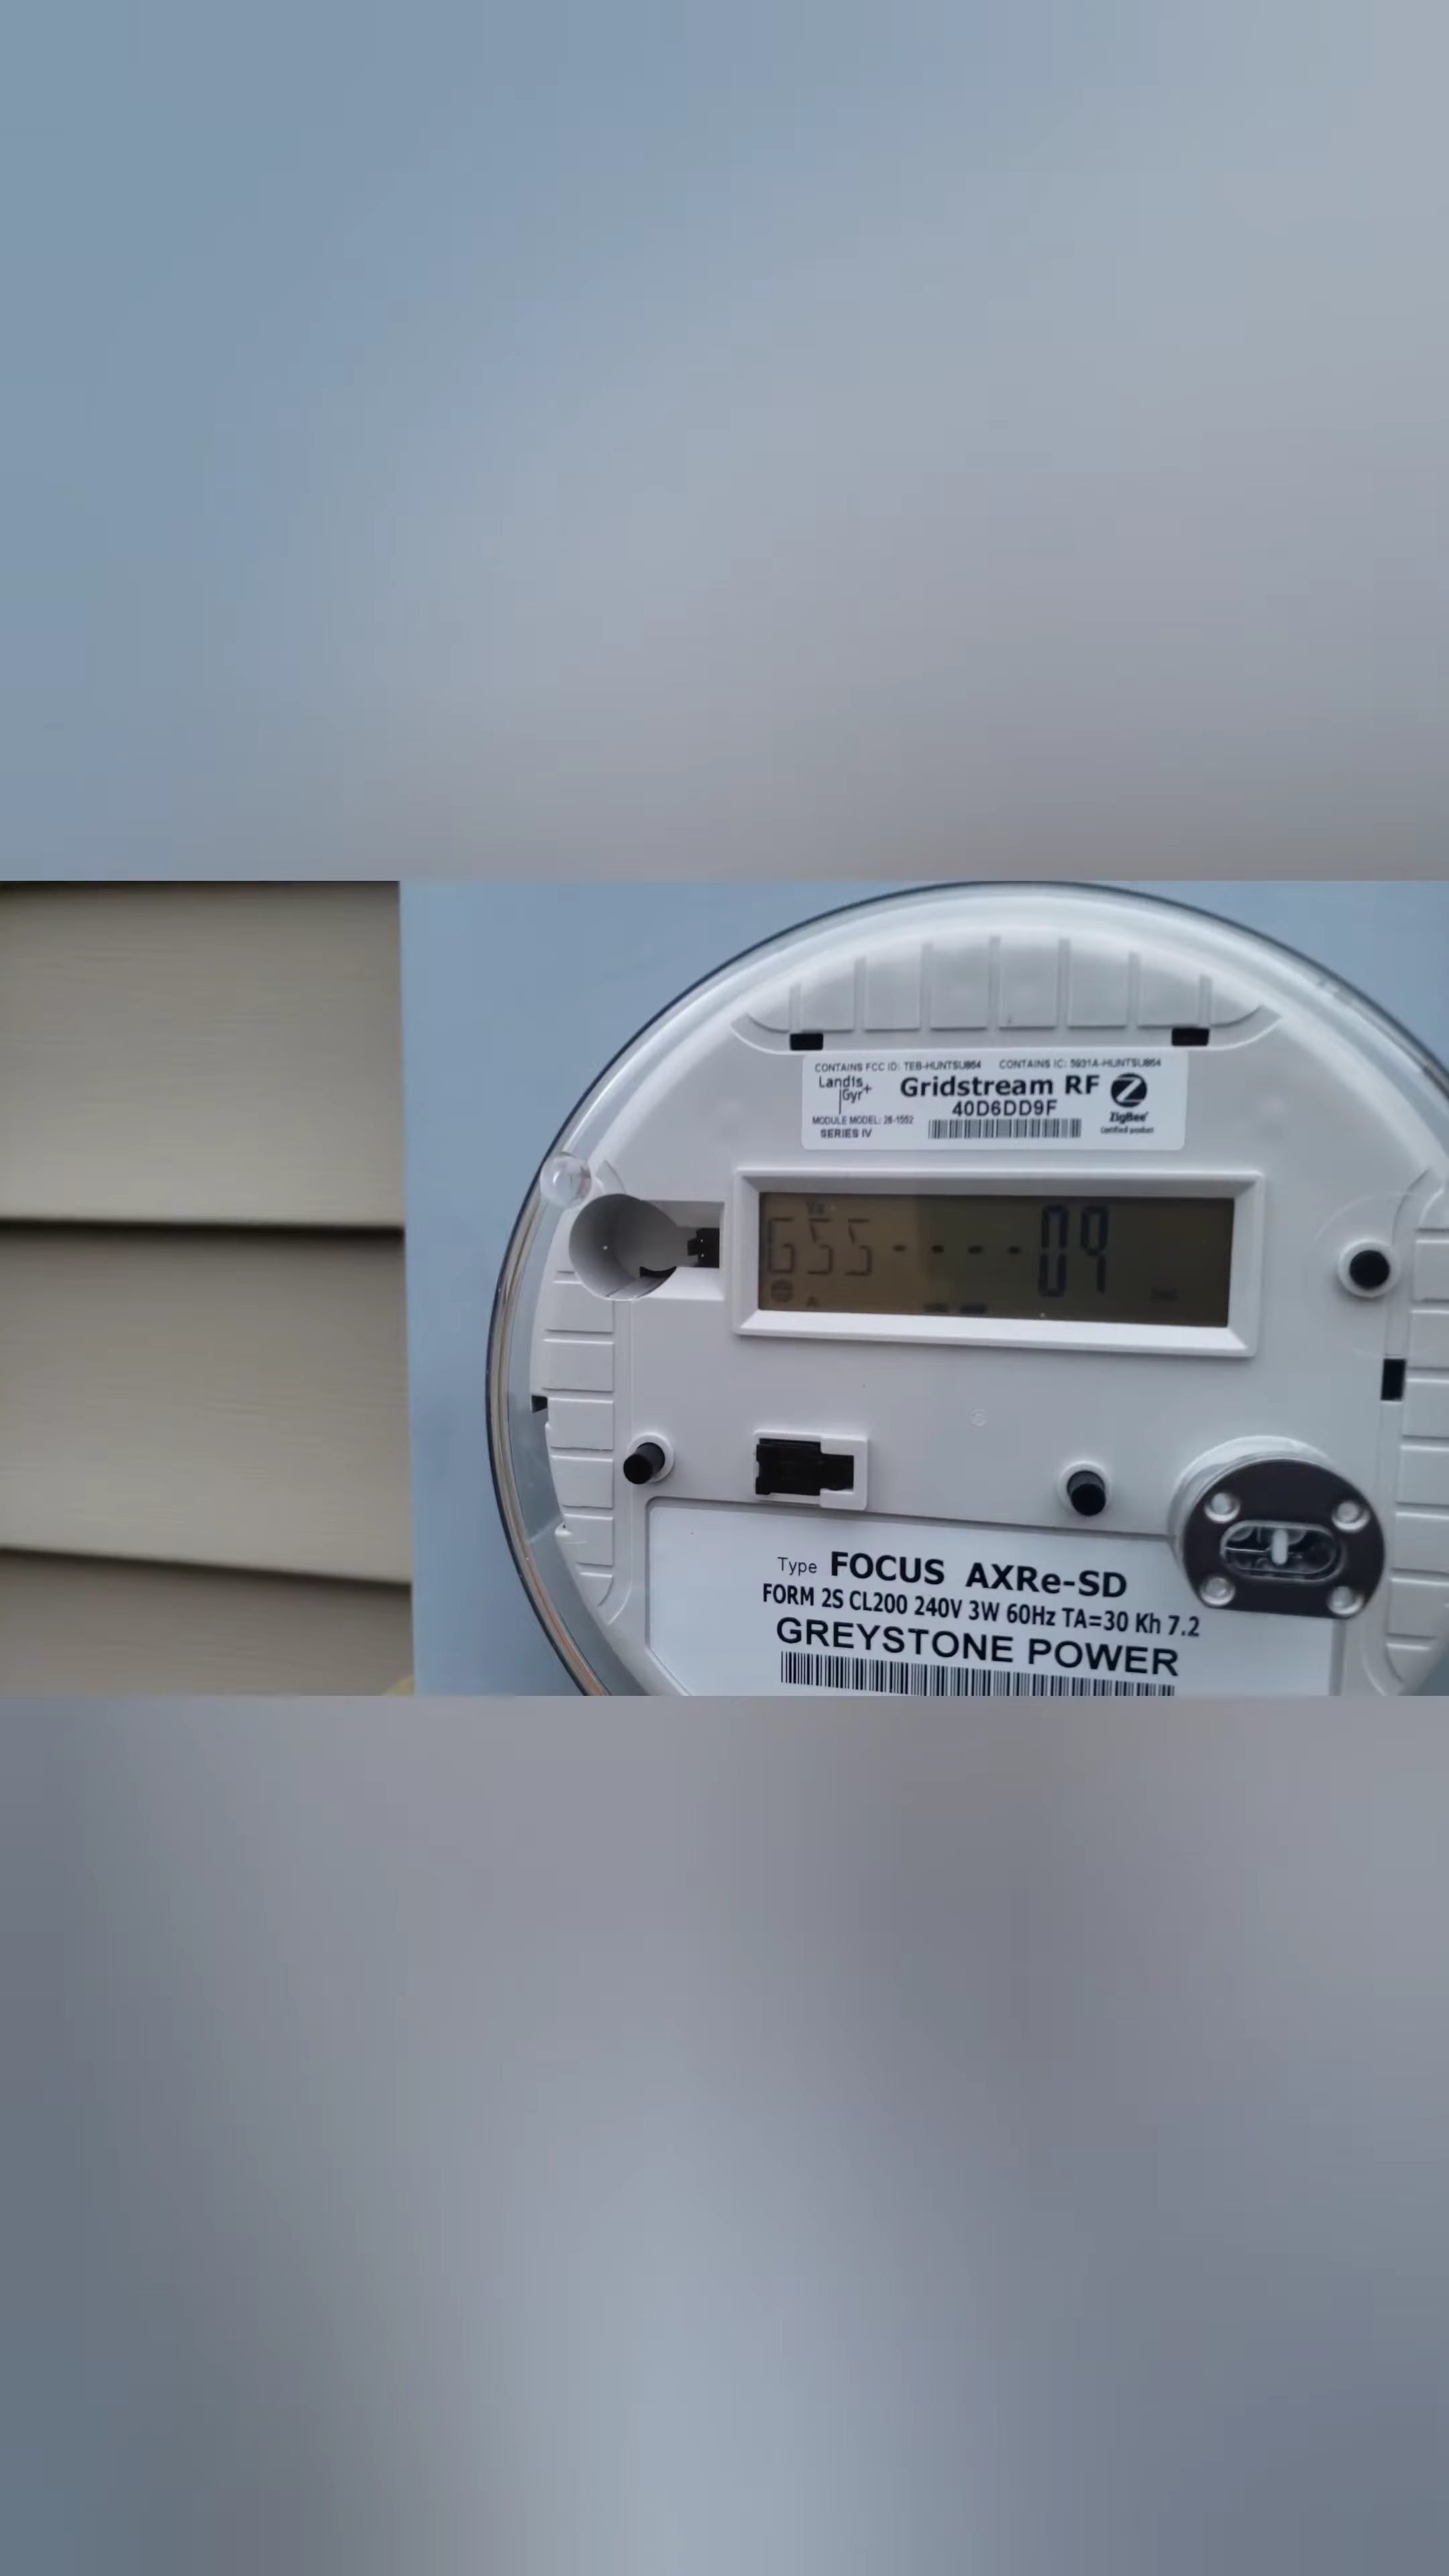 CONTAINS FCC ID: TEB-HUNTSU864 CONTAINS IC: 5931A-HUNTSU864
Landis+Gyr+
Gridstream RF
40D6DD9F
MODULE MODEL: 26-1552
SERIES IV
ZigBee
Certified product
G55----09
Type FOCUS AXRe-SD
FORM 2S CL200 240V 3W 60Hz TA=30 Kh 7.2
GREYSTONE POWER